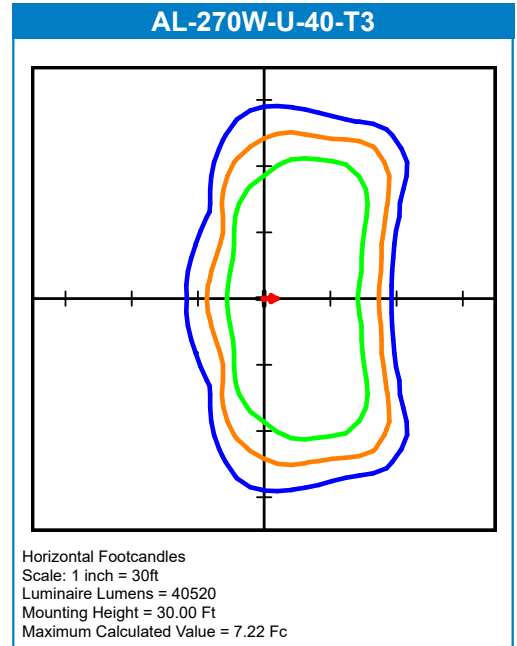 AL-270W-U-40-T3
Horizontal Footcandles
Scale: 1 inch = 30ft
Luminaire Lumens = 40520
Mounting Height = 30.00 Ft
Maximum Calculated Value = 7.22 Fc